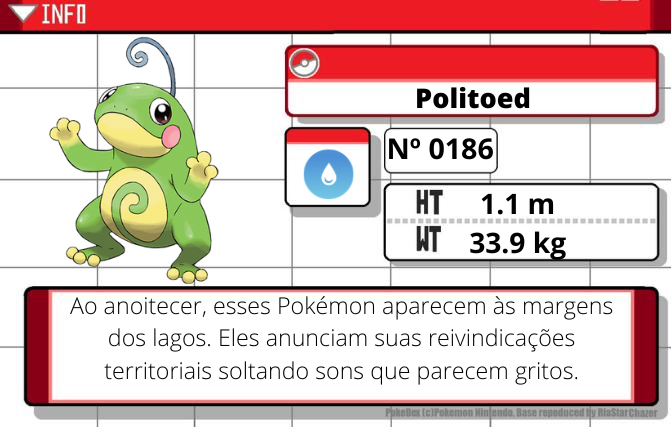 INFO
Politoed
Nº 0186
HT 1.1 m
WT 33.9 kg
Ao anoitecer, esses Pokémon aparecem às margens
dos lagos. Eles anunciam suas reivindicações
territoriais soltando sons que parecem gritos.
PokeDex (c)Pokemon Nintendo. Base reproduced by RiaStarChazer